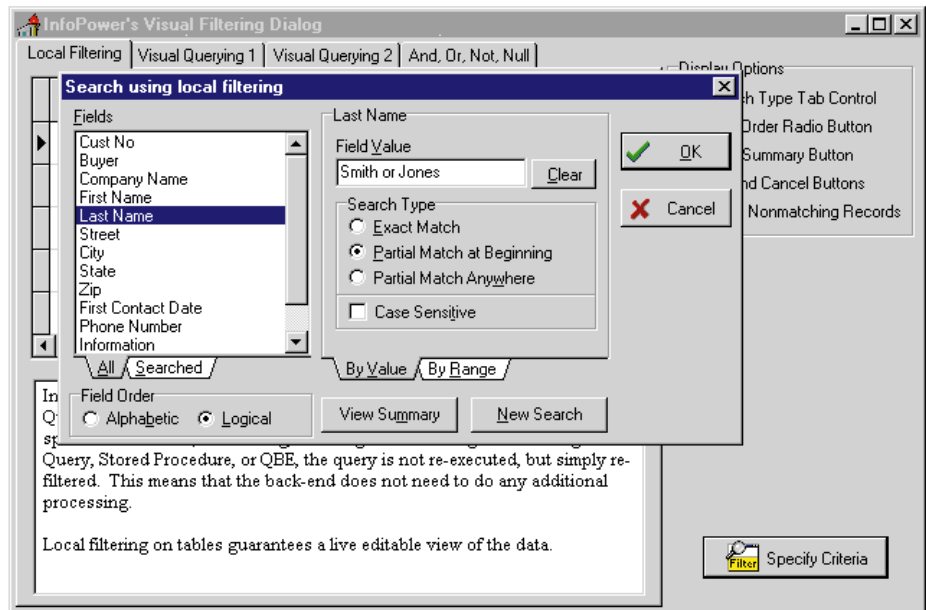 InfoPower's Visual Filtering Dialog
Local Filtering
Visual Querying 1
Visual Querying 2
And, Or, Not, Null
Display Options
Type Tab Control
Order Radio Button
Summary Button
Cancel Buttons
Nonmatching Records
Search using local filtering
Fields
Cust No
Buyer
Company Name
First Name
Last Name
Street
City
State
Zip
First Contact Date
Phone Number
Information
All
Searched
Field Order
Alphabetic
Logical
Last Name
Field Value
Smith or Jones
Clear
Search Type
Exact Match
Partial Match at Beginning
Partial Match Anywhere
Case Sensitive
By Value
By Range
View Summary
New Search
OK
Cancel
Query, Stored Procedure, or QBE, the query is not re-executed, but simply re-
filtered. This means that the back-end does not need to do any additional
processing.
Local filtering on tables guarantees a live editable view of the data.
Filter
Specify Criteria